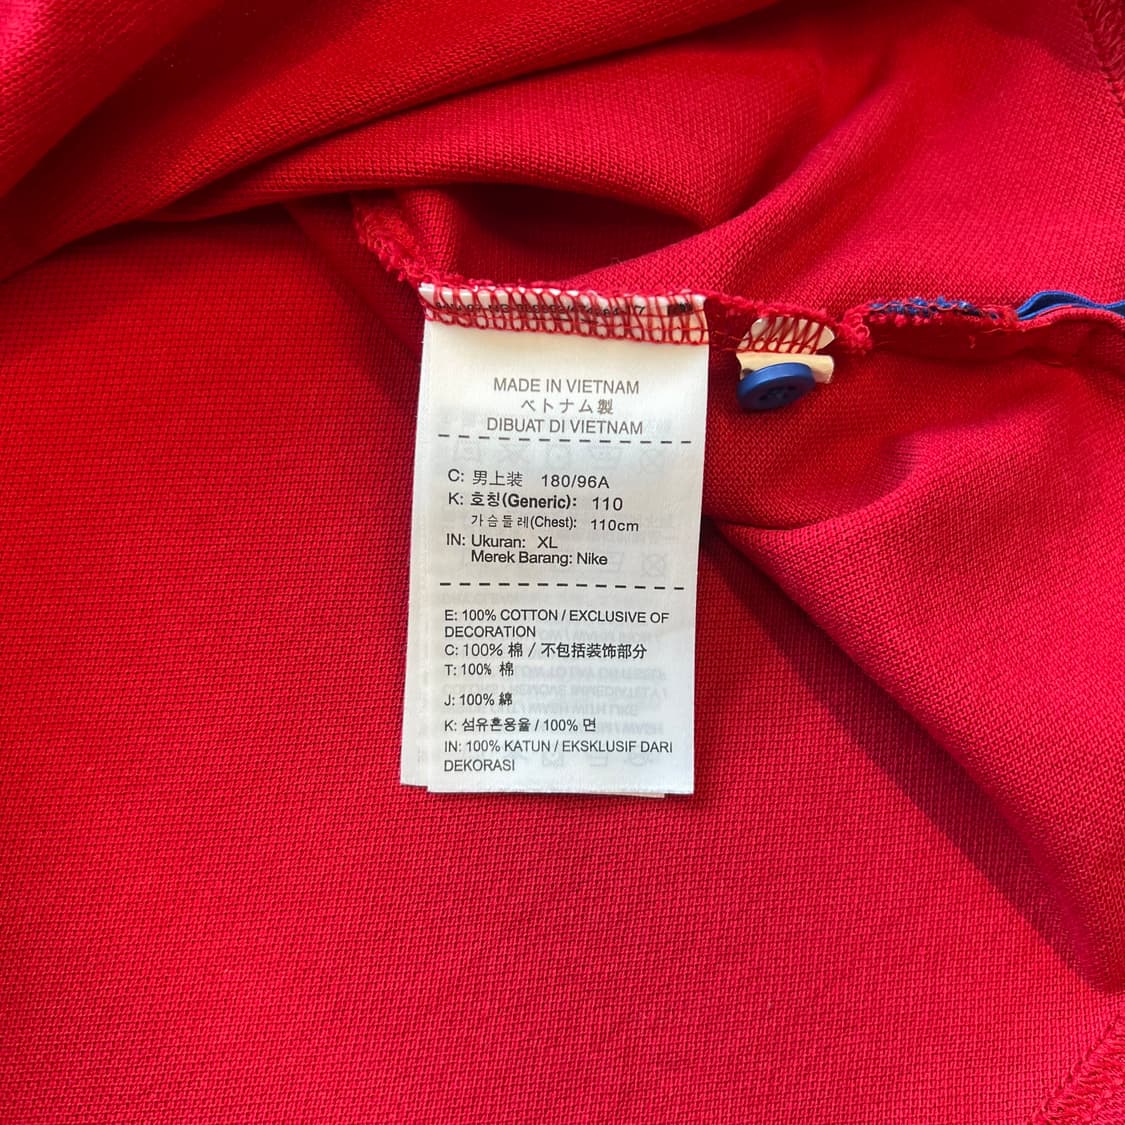 MADE IN VIETNAM
ベトナム製
DIBUAT DI VIETNAM
C: 男上装 180/96A
K: 호칭(Generic): 110
가슴둘레(Chest): 110cm
IN: Ukuran: XL
Merek Barang: Nike
E: 100% COTTON / EXCLUSIVE OF
DECORATION
C: 100% 棉 / 不包括装饰部分
T: 100% 棉
J: 100% 綿
K: 섬유혼용율 / 100% 면
IN: 100% KATUN / EKSKLUSIF DARI
DEKORASI